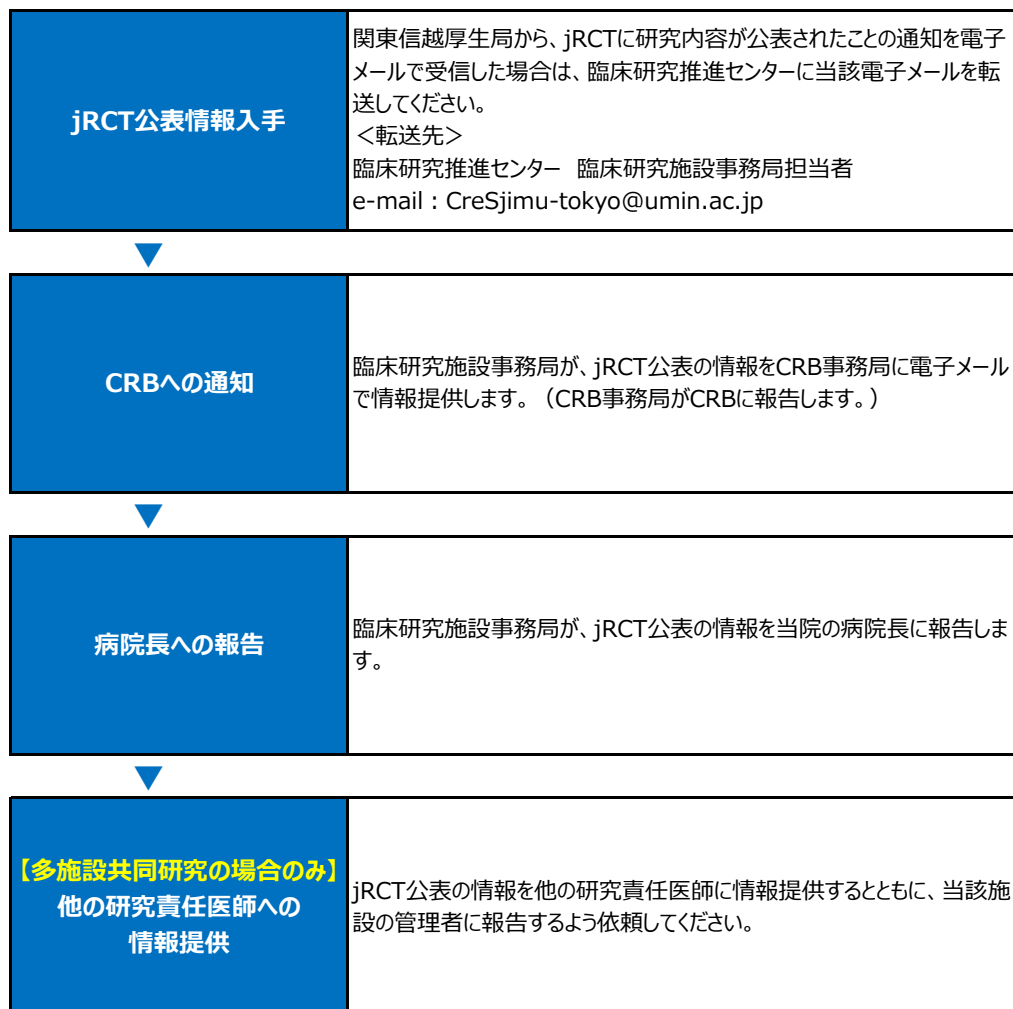 jRCT公表情報入手
関東信越厚生局から、jRCTに研究内容が公表されたことの通知を電子
メールで受信した場合は、臨床研究推進センターに当該電子メールを転
送してください。
＜転送先＞
臨床研究推進センター 臨床研究施設事務局担当者
e-mail：CreSjimu-tokyo@umin.ac.jp
▼
CRBへの通知
臨床研究施設事務局が、jRCT公表の情報をCRB事務局に電子メール
で情報提供します。（CRB事務局がCRBに報告します。）
▼
病院長への報告
臨床研究施設事務局が、jRCT公表の情報を当院の病院長に報告しま
す。
▼
【多施設共同研究の場合のみ】
他の研究責任医師への
情報提供
jRCT公表の情報を他の研究責任医師に情報提供するとともに、当該施
設の管理者に報告するよう依頼してください。